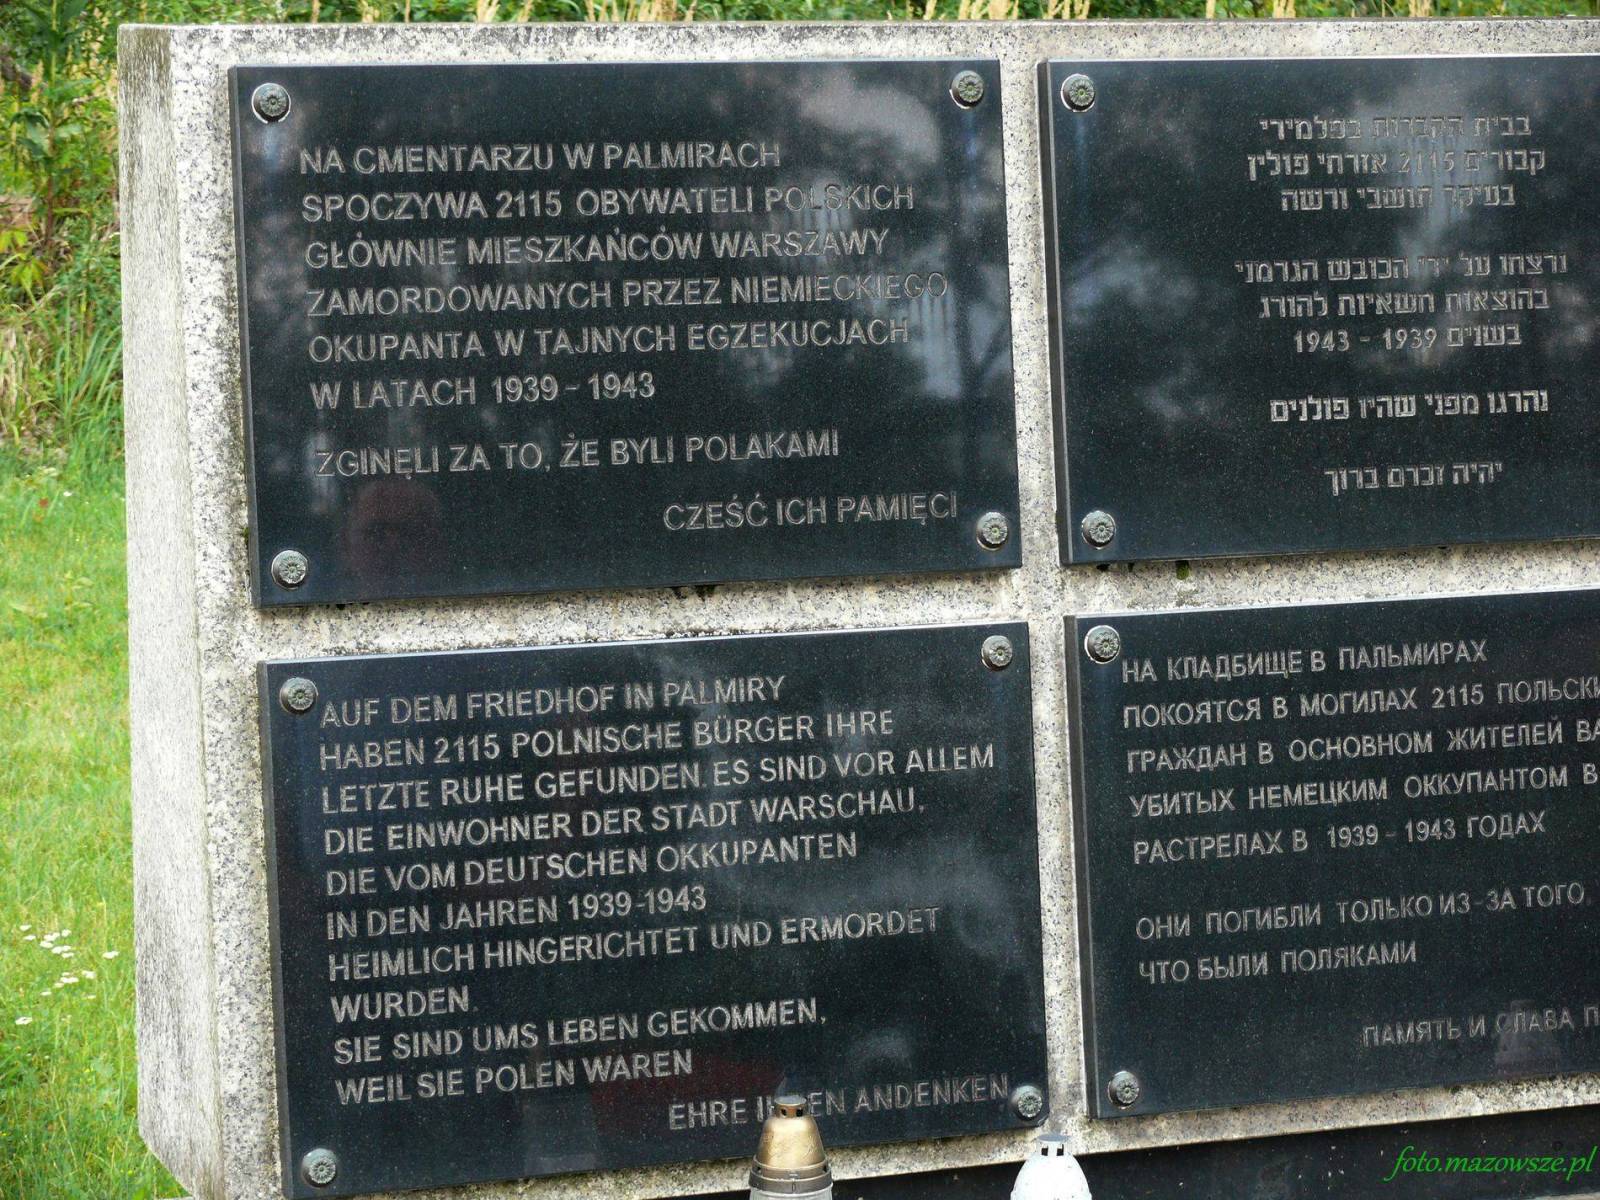 NA CMENTARZU W PALMIRACH
SPOCZYWA 2115 OBYWATELI POLSKICH
GŁÓWNIE MIESZKAŃCÓW WARSZAWY
ZAMORDOWANYCH PRZEZ NIEMIECKIEGO
OKUPANTA W TAJNYCH EGZEKUCJACH
W LATACH 1939 - 1943
ZGINĘLI ZA TO, ŻE BYLI POLAKAMI
CZEŚĆ ICH PAMIĘCI
בבית הקברות בפלמירי
קבורים 2115 אזרחי פולין
בעיקר תושבי ורשה
נרצחו על ידי הכובש הגרמני
בהוצאות חשאיות להורג
בשנים 1939 - 1943
נהרגו מפני שהיו פולנים
יהיה זכרם ברוך
AUF DEM FRIEDHOF IN PALMIRY
HABEN 2115 POLNISCHE BÜRGER IHRE
LETZTE RUHE GEFUNDEN. ES SIND VOR ALLEM
DIE EINWOHNER DER STADT WARSCHAU,
DIE VOM DEUTSCHEN OKKUPANTEN
IN DEN JAHREN 1939-1943
HEIMLICH HINGERICHTET UND ERMORDET
WURDEN.
SIE SIND UMS LEBEN GEKOMMEN,
WEIL SIE POLEN WAREN
EHRE ANDENKEN
НА КЛАДБИЩЕ В ПАЛЬМИРАХ
ПОКОЯТСЯ В МОГИЛАХ 2115 ПОЛЬСКИ
ГРАЖДАН В ОСНОВНОМ ЖИТЕЛЕЙ ВА
УБИТЫХ НЕМЕЦКИМ ОККУПАНТОМ В
РАСТРЕЛАХ В 1939 - 1943 ГОДАХ
ОНИ ПОГИБЛИ ТОЛЬКО ИЗ-ЗА ТОГО,
ЧТО БЫЛИ ПОЛЯКАМИ
ПАМЯТЬ И СЛАВА П
foto.mazowsze.pl